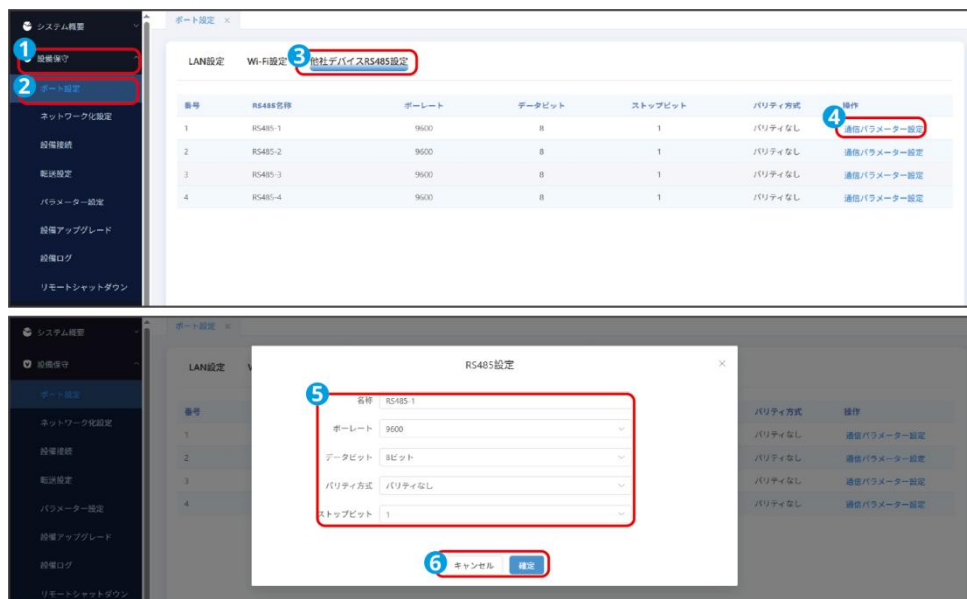 システム概要
ポート設定 ×
1
設備保守
LAN設定 Wi-Fi設定 3 他社デバイスRS485設定
2
ポート設定
番号 RS485名称 ボーレート データビット ストップビット パリティ方式 操作
ネットワーク化設定
4
1 RS485-1 9600 8 1 パリティなし 通信パラメーター設定
設備接続
2 RS485-2 9600 8 1 パリティなし 通信パラメーター設定
転送設定
3 RS485-3 9600 8 1 パリティなし 通信パラメーター設定
パラメーター設定
4 RS485-4 9600 8 1 パリティなし 通信パラメーター設定
設備アップグレード
設備ログ
リモートシャットダウン
システム概要
ポート設定 ×
設備保守
LAN設定 W
RS485設定 ×
ポート設定
5
名称 RS485-1
番号 パリティ方式 操作
ネットワーク化設定
ボーレート 9600
1 パリティなし 通信パラメーター設定
設備接続
データビット 8ビット
2 パリティなし 通信パラメーター設定
転送設定
パリティ方式 パリティなし
3 パリティなし 通信パラメーター設定
パラメーター設定
ストップビット 1
4 パリティなし 通信パラメーター設定
設備アップグレード
6 キャンセル 確定
設備ログ
リモートシャットダウン